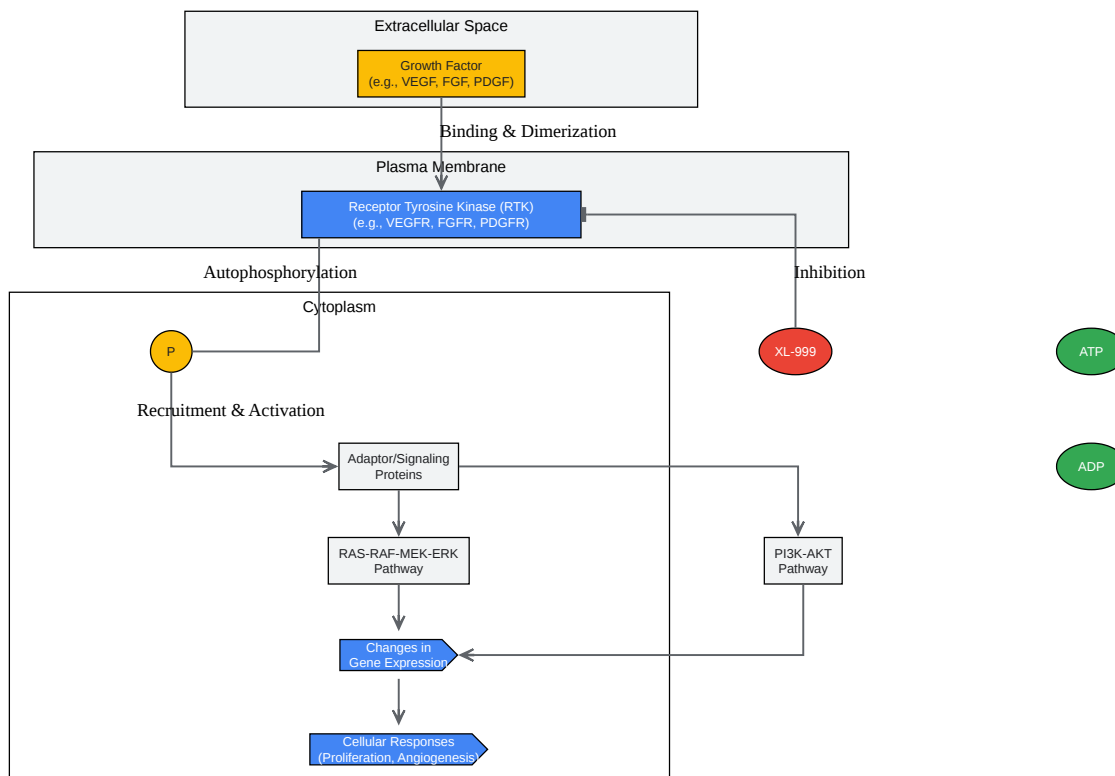 Extracellular Space
Growth Factor
(e.g., VEGF, FGF, PDGF)
Binding & Dimerization
Plasma Membrane
Receptor Tyrosine Kinase (RTK)
(e.g., VEGFR, FGFR, PDGFR)
Autophosphorylation
Inhibition
Cytoplasm
P
XL-999
ATP
Recruitment & Activation
Adaptor/Signaling
Proteins
ADP
RAS-RAF-MEK-ERK
Pathway
PI3K-AKT
Pathway
Changes in
Gene Expression
Cellular Responses
(Proliferation, Angiogenesis)